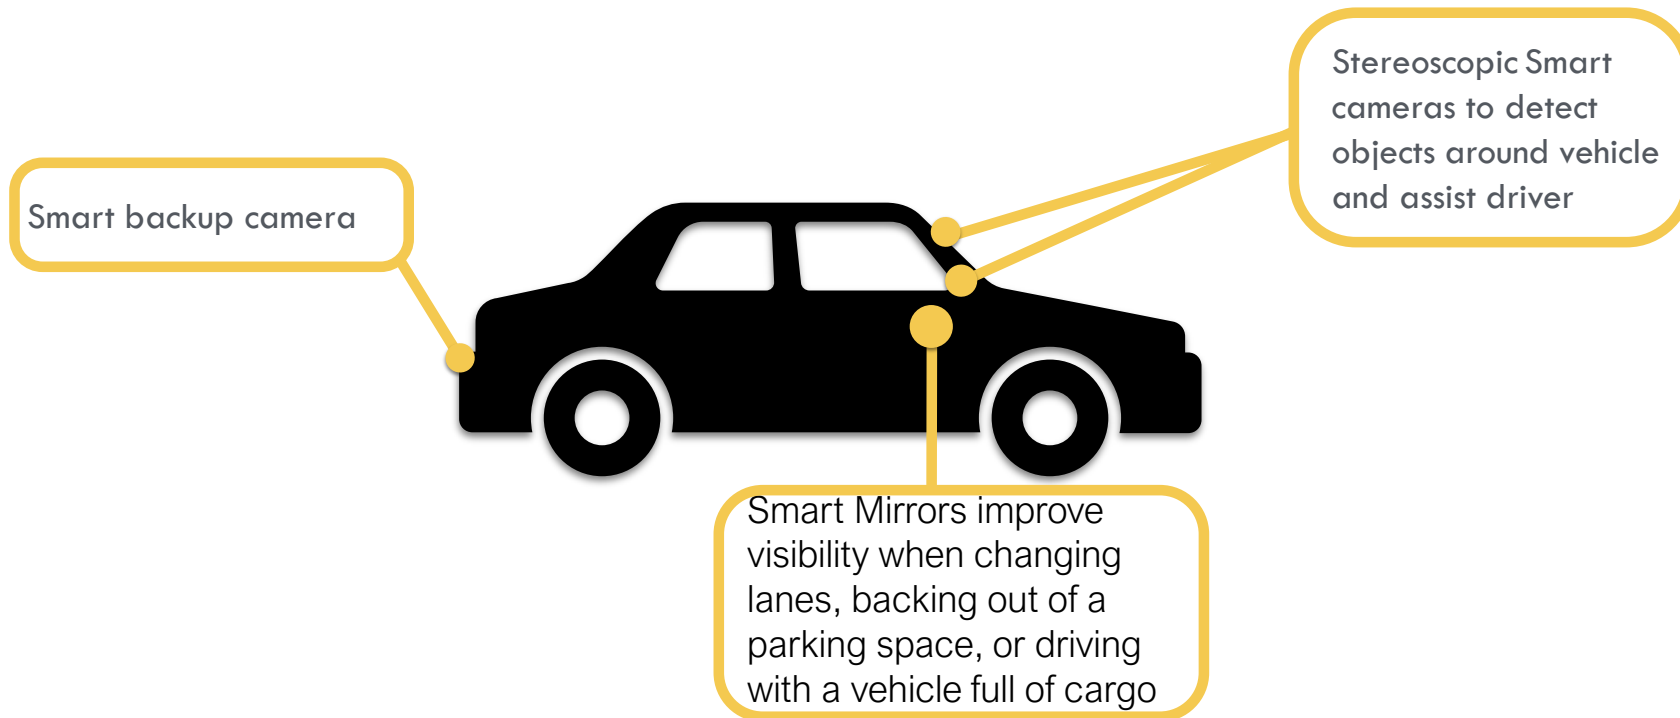 Smart backup camera
Stereoscopic Smart
cameras to detect
objects around vehicle
and assist driver
Smart Mirrors improve
visibility when changing
lanes, backing out of a
parking space, or driving
with a vehicle full of cargo